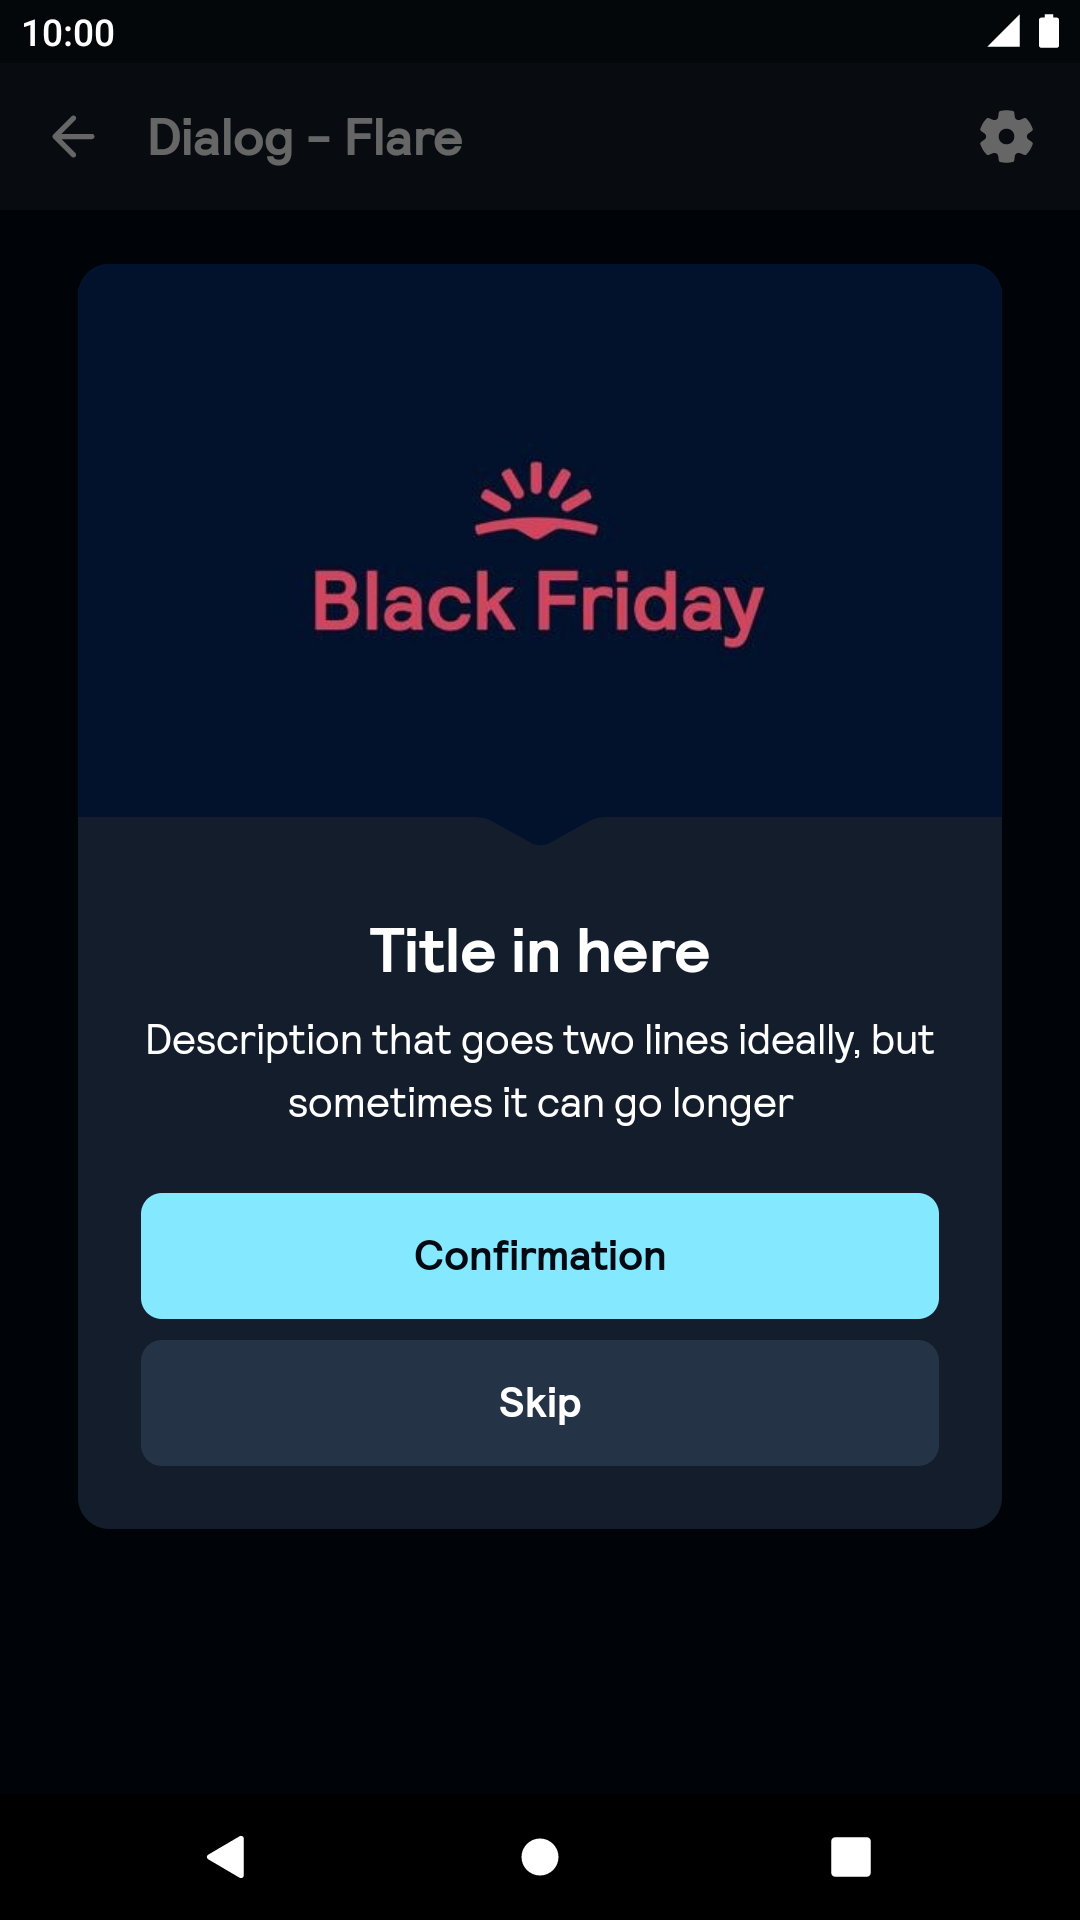 10:00
Dialog - Flare
Black Friday
Title in here
Description that goes two lines ideally, but
sometimes it can go longer
Confirmation
Skip